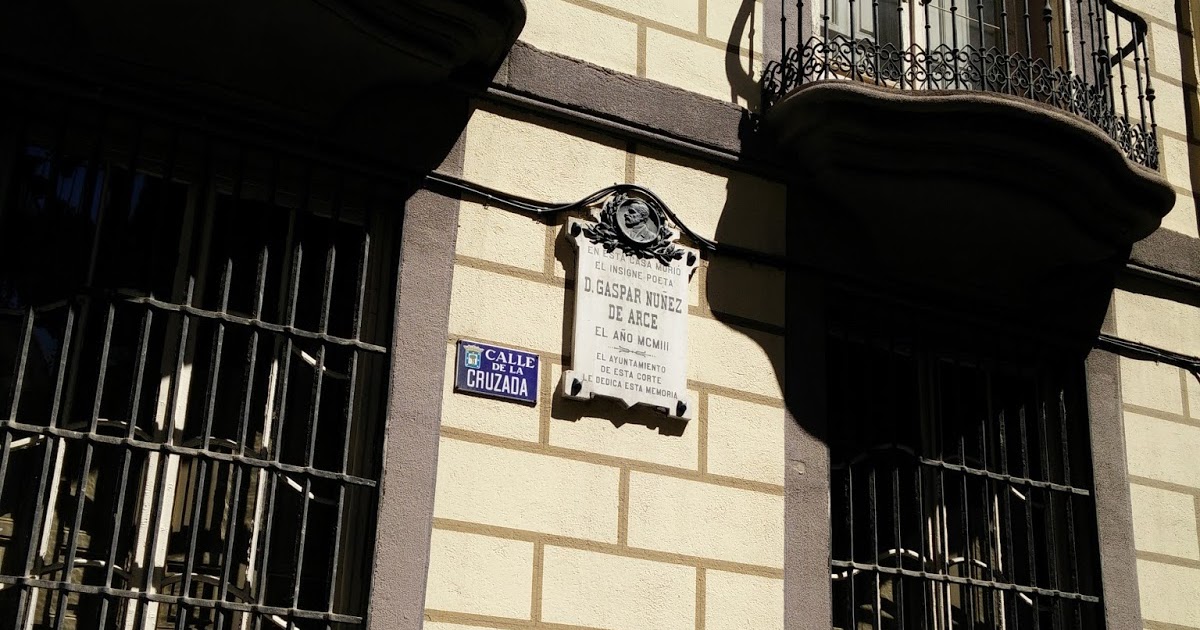 CALLE
DE LA
CRUZADA
EN ESTA CASA MURIÓ
EL INSIGNE POETA
D. GASPAR NUÑEZ
DE ARCE
EL AÑO MCMIII
EL AYUNTAMIENTO
DE ESTA CORTE
LE DEDICA ESTA MEMORIA